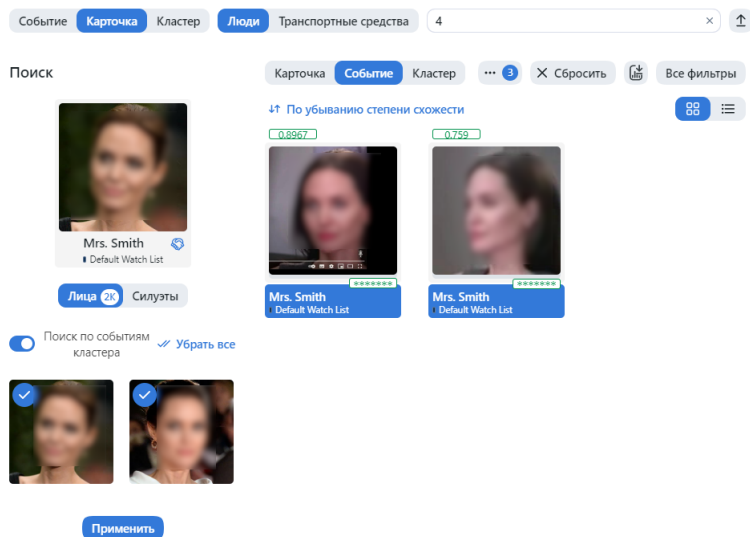 Событие Карточка Кластер Люди Транспортные средства 4
Поиск
Карточка Событие Кластер ... 3 Сбросить Все фильтры
По убыванию степени схожести
0.8967
0.759
Mrs. Smith
Default Watch List
Лица 2К Силуэты
*******
Mrs. Smith
Default Watch List
*******
Mrs. Smith
Default Watch List
Поиск по событиям
кластера
Убрать все
Применить